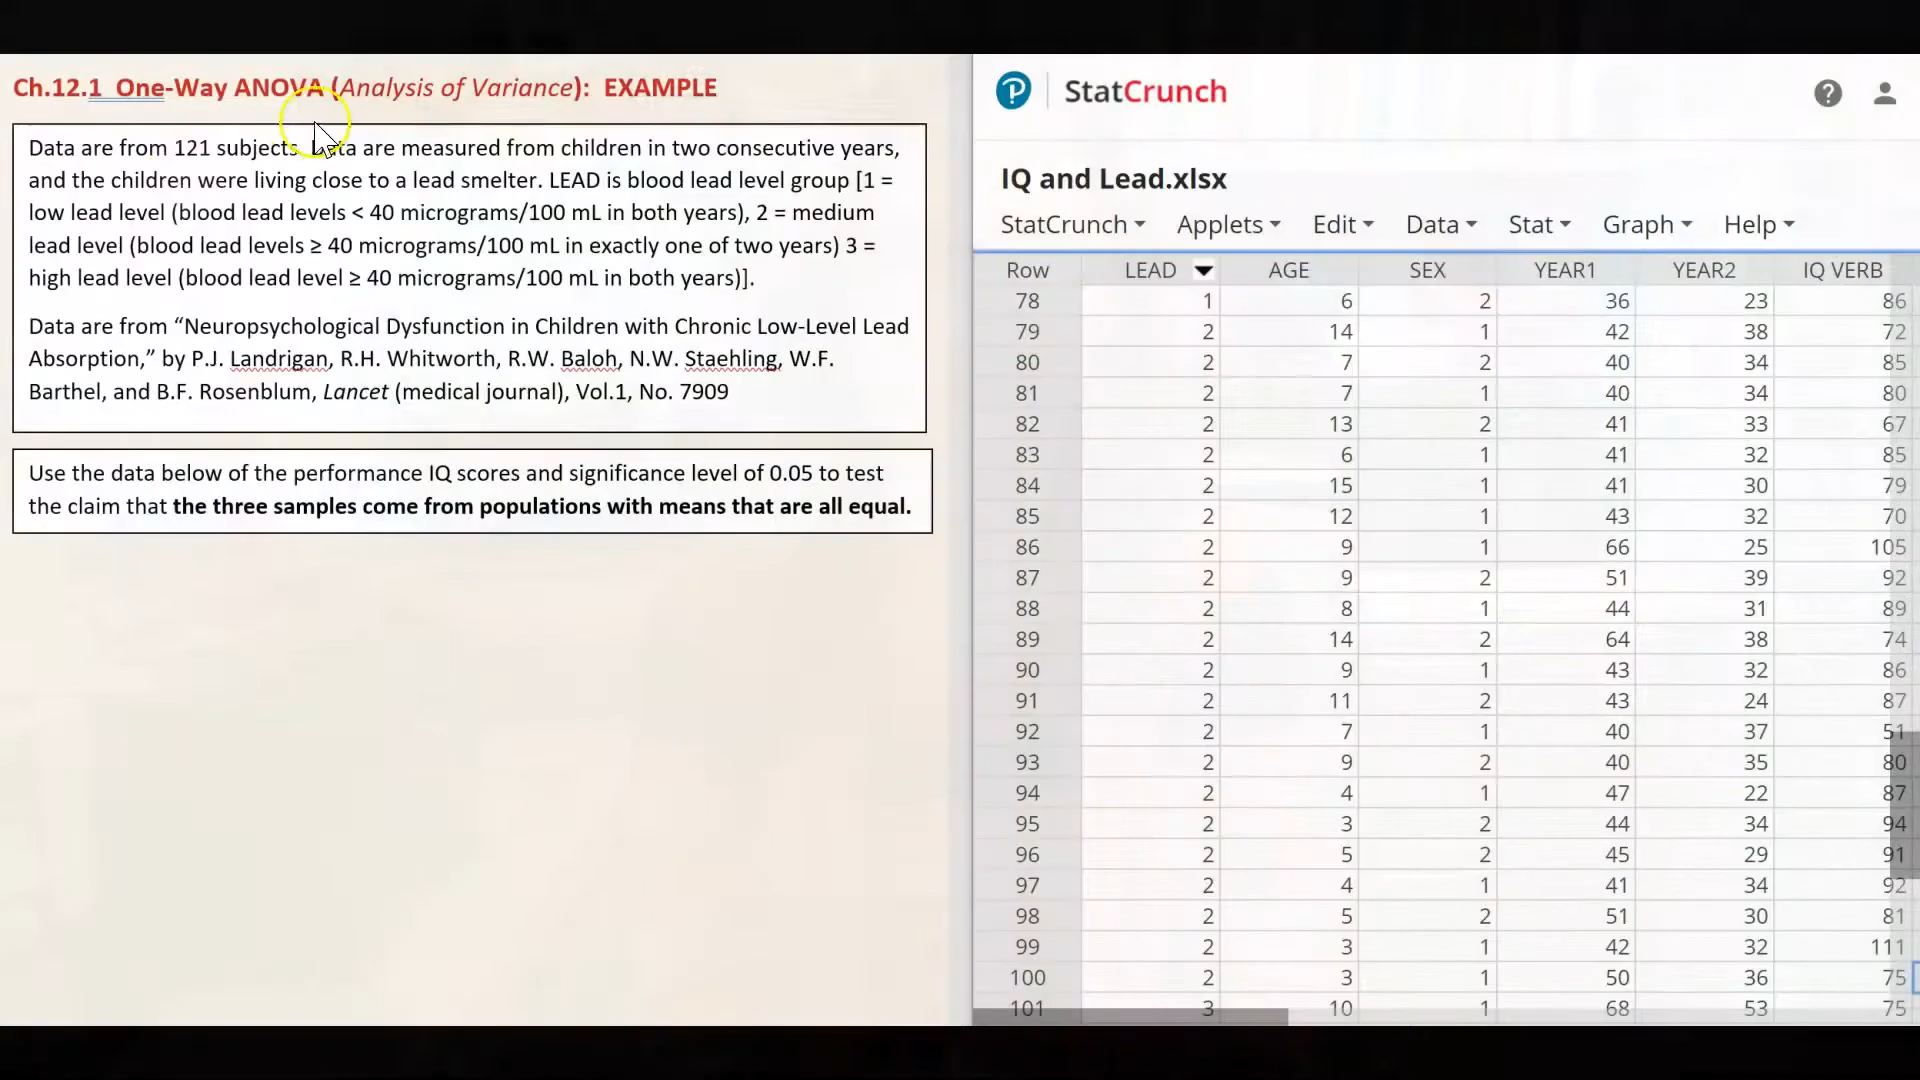 Ch.12.1 One-Way ANOVA (Analysis of Variance): EXAMPLE
Data are from 121 subjects. Data are measured from children in two consecutive years,
and the children were living close to a lead smelter. LEAD is blood lead level group [1 =
low lead level (blood lead levels < 40 micrograms/100 mL in both years), 2 = medium
lead level (blood lead levels ≥ 40 micrograms/100 mL in exactly one of two years) 3 =
high lead level (blood lead level ≥ 40 micrograms/100 mL in both years)].
Data are from “Neuropsychological Dysfunction in Children with Chronic Low-Level Lead
Absorption,” by P.J. Landrigan, R.H. Whitworth, R.W. Baloh, N.W. Staehling, W.F.
Barthel, and B.F. Rosenblum, Lancet (medical journal), Vol.1, No. 7909
Use the data below of the performance IQ scores and significance level of 0.05 to test
the claim that the three samples come from populations with means that are all equal.
StatCrunch
IQ and Lead.xlsx
StatCrunch Applets Edit Data Stat Graph Help
Row LEAD AGE SEX YEAR1 YEAR2 IQ VERB
78 1 6 2 36 23 86
79 2 14 1 42 38 72
80 2 7 2 40 34 85
81 2 7 1 40 34 80
82 2 13 2 41 33 67
83 2 6 1 41 32 85
84 2 15 1 41 30 79
85 2 12 1 43 32 70
86 2 9 1 66 25 105
87 2 9 2 51 39 92
88 2 8 1 44 31 89
89 2 14 2 64 38 74
90 2 9 1 43 32 86
91 2 11 2 43 24 87
92 2 7 1 40 37 51
93 2 9 2 40 35 80
94 2 4 1 47 22 87
95 2 3 2 44 34 94
96 2 5 2 45 29 91
97 2 4 1 41 34 92
98 2 5 2 51 30 81
99 2 3 1 42 32 111
100 2 3 1 50 36 75
101 3 10 1 68 53 75